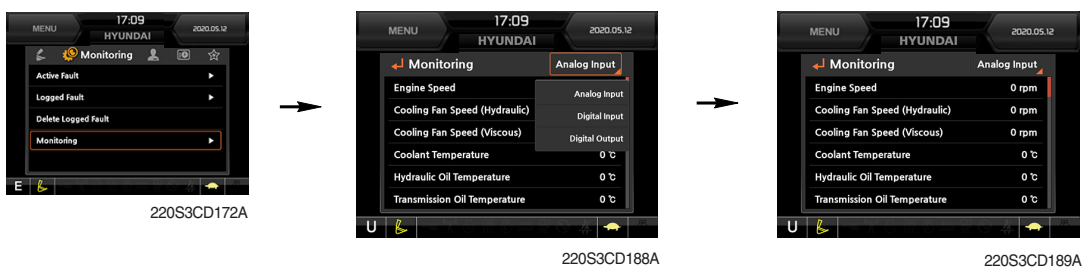 17:09
MENU
HYUNDAI
2020.05.12
Monitoring
Active Fault
Logged Fault
Delete Logged Fault
Monitoring
E
220S3CD172A
17:09
MENU
HYUNDAI
2020.05.12
Monitoring Analog Input
Engine Speed
Analog Input
Cooling Fan Speed (Hydraulic)
Digital Input
Cooling Fan Speed (Viscous)
Digital Output
Coolant Temperature 0 ℃
Hydraulic Oil Temperature 0 ℃
Transmission Oil Temperature 0 ℃
U
220S3CD188A
17:09
MENU
HYUNDAI
2020.05.12
Monitoring Analog Input
Engine Speed 0 rpm
Cooling Fan Speed (Hydraulic) 0 rpm
Cooling Fan Speed (Viscous) 0 rpm
Coolant Temperature 0 ℃
Hydraulic Oil Temperature 0 ℃
Transmission Oil Temperature 0 ℃
U
220S3CD189A